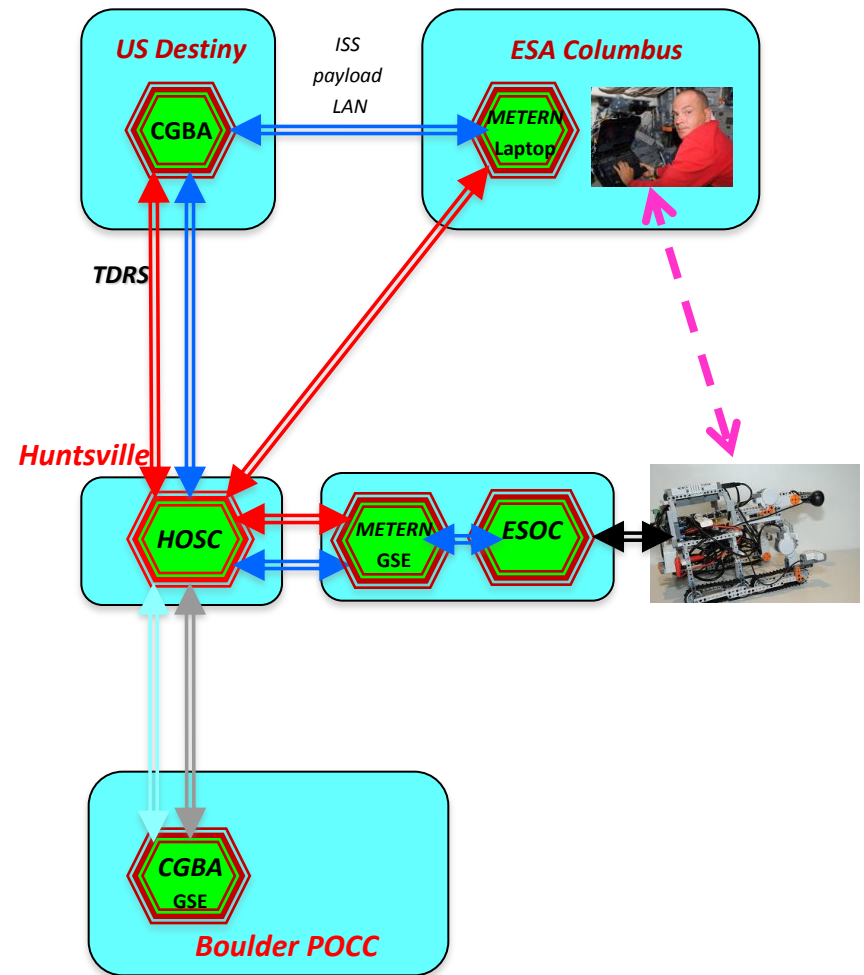 US Destiny
ISS
payload
LAN
ESA Columbus
CGBA
METERN
Laptop
TDRS
Huntsville
HOSC
METERN
GSE
ESOC
CGBA
GSE
Boulder POCC